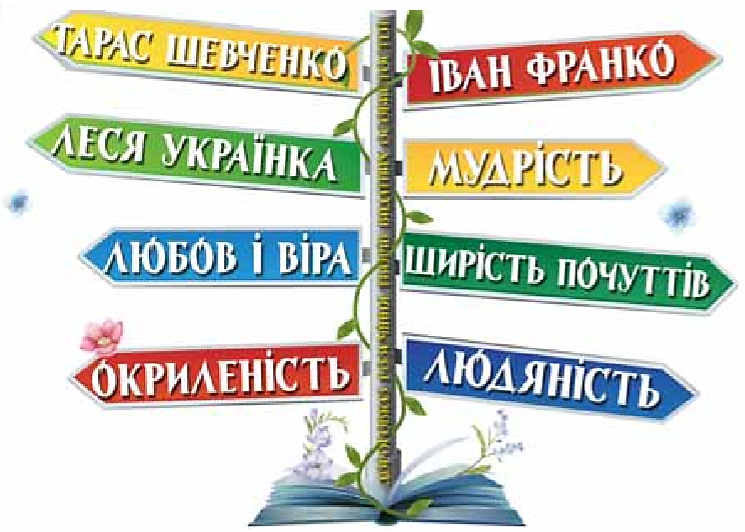 ТАРАС ШЕВЧЕНКО
ІВАН ФРАНКО
ЛЕСЯ УКРАЇНКА
МУДРІСТЬ
ЛЮБОВ І ВІРА
ЩИРІСТЬ ПОЧУТТІВ
ОКРИЛЕНІСТЬ
ЛЮДЯНІСТЬ